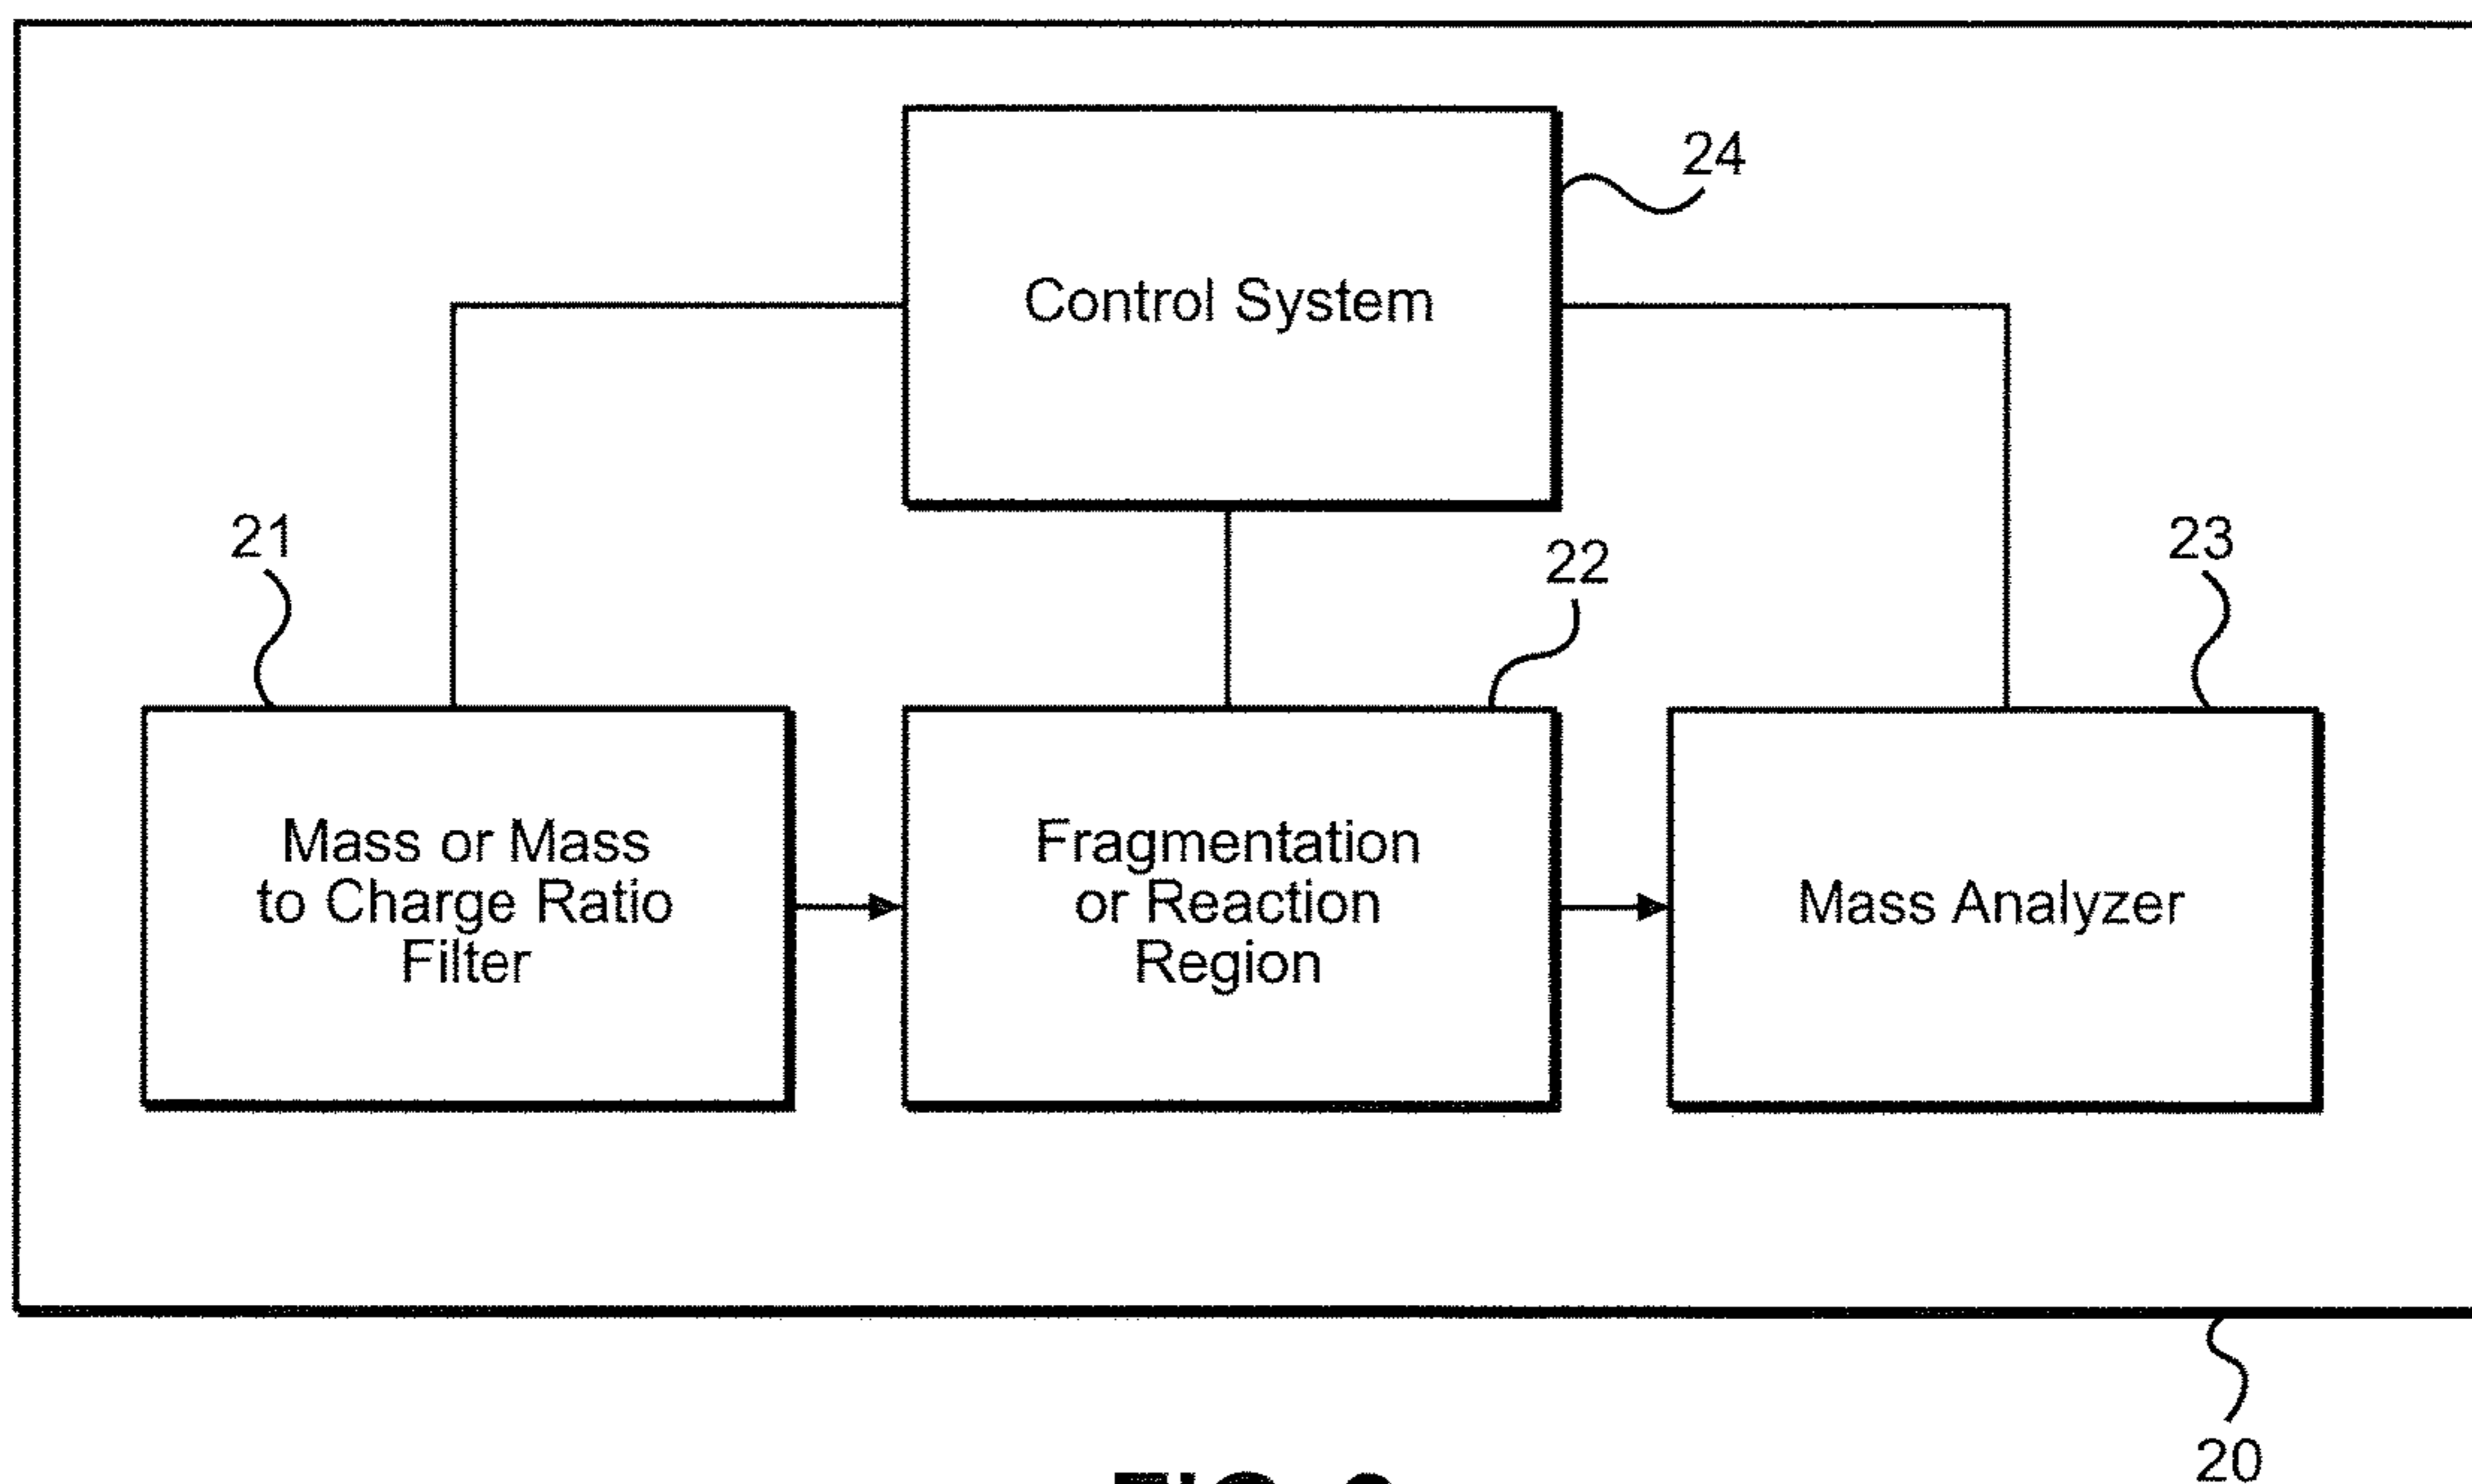 24
Control System
21
22
23
Mass or Mass
to Charge Ratio
Filter
Fragmentation
or Reaction
Region
Mass Analyzer
20